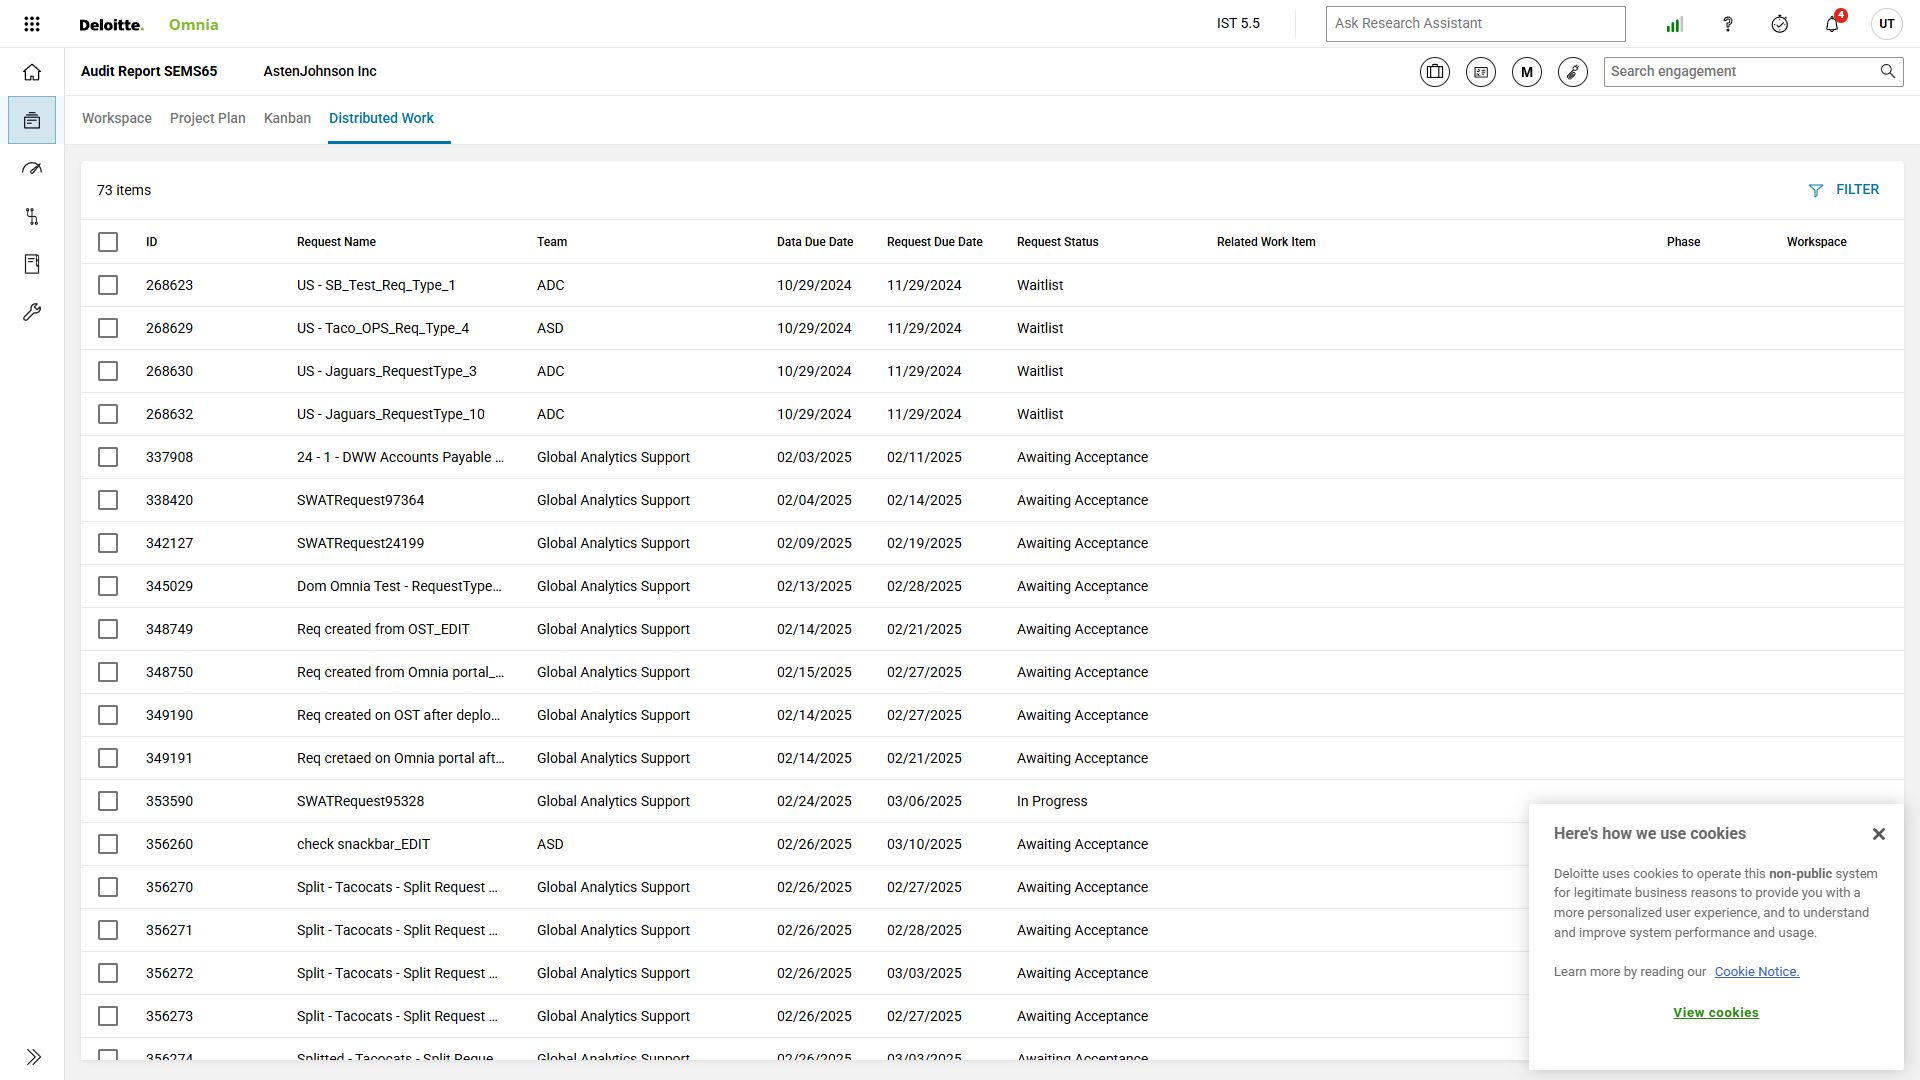 Deloitte. Omnia IST 5.5 Ask Research Assistant 4 UT
Audit Report SEMS65 AstenJohnson Inc M Search engagement
Workspace Project Plan Kanban Distributed Work
73 items FILTER
ID Request Name Team Data Due Date Request Due Date Request Status Related Work Item Phase Workspace
268623 US - SB_Test_Req_Type_1 ADC 10/29/2024 11/29/2024 Waitlist
268629 US - Taco_OPS_Req_Type_4 ASD 10/29/2024 11/29/2024 Waitlist
268630 US - Jaguars_RequestType_3 ADC 10/29/2024 11/29/2024 Waitlist
268632 US - Jaguars_RequestType_10 ADC 10/29/2024 11/29/2024 Waitlist
337908 24 - 1 - DWW Accounts Payable ... Global Analytics Support 02/03/2025 02/11/2025 Awaiting Acceptance
338420 SWATRequest97364 Global Analytics Support 02/04/2025 02/14/2025 Awaiting Acceptance
342127 SWATRequest24199 Global Analytics Support 02/09/2025 02/19/2025 Awaiting Acceptance
345029 Dom Omnia Test - RequestType... Global Analytics Support 02/13/2025 02/28/2025 Awaiting Acceptance
348749 Req created from OST_EDIT Global Analytics Support 02/14/2025 02/21/2025 Awaiting Acceptance
348750 Req created from Omnia portal_... Global Analytics Support 02/15/2025 02/27/2025 Awaiting Acceptance
349190 Req created on OST after deplo... Global Analytics Support 02/14/2025 02/27/2025 Awaiting Acceptance
349191 Req cretaed on Omnia portal aft... Global Analytics Support 02/14/2025 02/21/2025 Awaiting Acceptance
353590 SWATRequest95328 Global Analytics Support 02/24/2025 03/06/2025 In Progress
356260 check snackbar_EDIT ASD 02/26/2025 03/10/2025 Awaiting Acceptance
356270 Split - Tacocats - Split Request ... Global Analytics Support 02/26/2025 02/27/2025 Awaiting Acceptance
356271 Split - Tacocats - Split Request ... Global Analytics Support 02/26/2025 02/28/2025 Awaiting Acceptance
356272 Split - Tacocats - Split Request ... Global Analytics Support 02/26/2025 03/03/2025 Awaiting Acceptance
356273 Split - Tacocats - Split Request ... Global Analytics Support 02/26/2025 02/27/2025 Awaiting Acceptance
356274 Splitted - Tacocats - Split Reque... Global Analytics Support 02/26/2025 03/03/2025 Awaiting Acceptance
Here's how we use cookies
Deloitte uses cookies to operate this non-public system
for legitimate business reasons to provide you with a
more personalized user experience, and to understand
and improve system performance and usage.
Learn more by reading our Cookie Notice.
View cookies